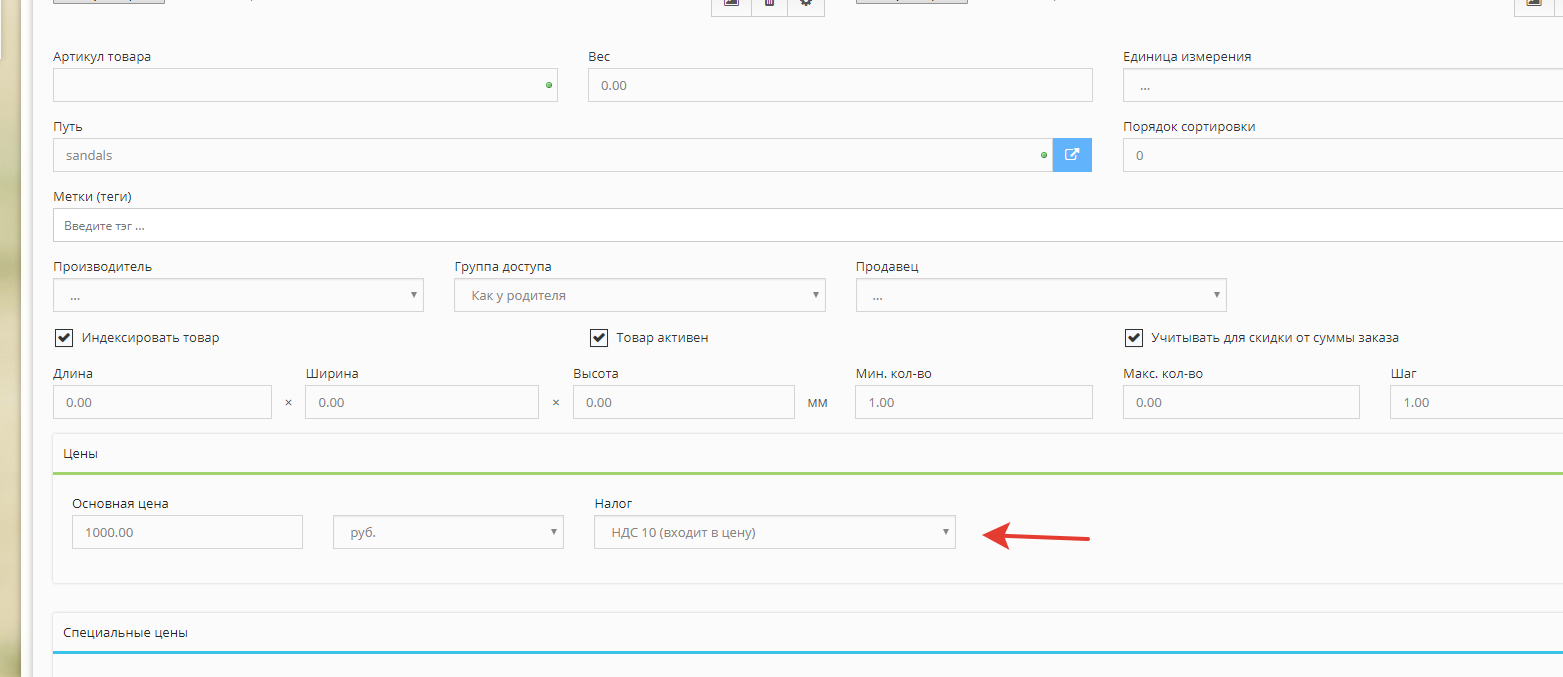 Артикул товара Вес Единица измерения
0.00 ...
Путь Порядок сортировки
sandals 0
Метки (теги)
Введите тэг ...
Производитель Группа доступа Продавец
... Как у родителя ...
Индексировать товар Товар активен Учитывать для скидки от суммы заказа
Длина Ширина Высота Мин. кол-во Макс. кол-во Шаг
0.00 × 0.00 × 0.00 мм 1.00 0.00 1.00
Цены
Основная цена Налог
1000.00 руб. НДС 10 (входит в цену)
Специальные цены